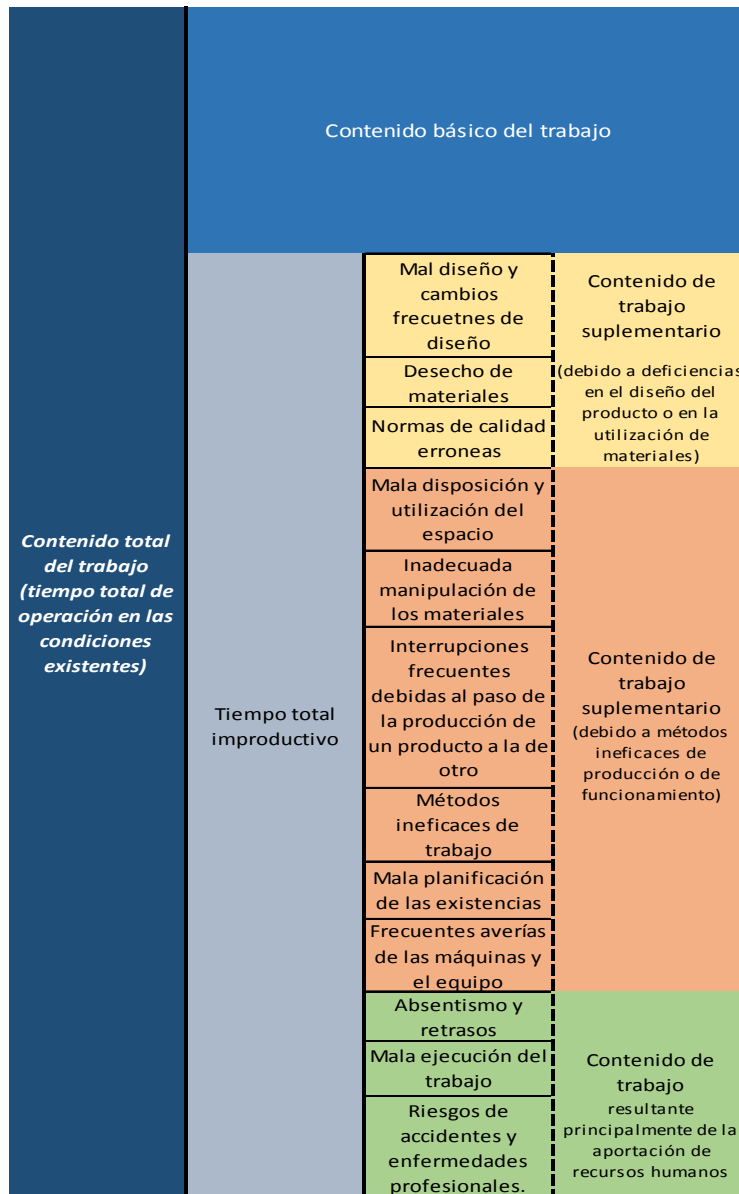 Contenido básico del trabajo
Contenido total
del trabajo
(tiempo total de
operación en las
condiciones
existentes)
Tiempo total
improductivo
Mal diseño y
cambios
frecuetnes de
diseño
Desecho de
materiales
Normas de calidad
erroneas
Contenido de
trabajo
suplementario
(debido a deficiencias
en el diseño del
producto o en la
utilización de
materiales)
Mala disposición y
utilización del
espacio
Inadecuada
manipulación de
los materiales
Interrupciones
frecuentes
debidas al paso de
la producción de
un producto a la de
otro
Métodos
ineficaces de
trabajo
Mala planificación
de las existencias
Frecuentes averías
de las máquinas y
el equipo
Contenido de
trabajo
suplementario
(debido a métodos
ineficaces de
producción o de
funcionamiento)
Absentismo y
retrasos
Mala ejecución del
trabajo
Riesgos de
accidentes y
enfermedades
profesionales.
Contenido de
trabajo
resultante
principalmente de la
aportación de
recursos humanos